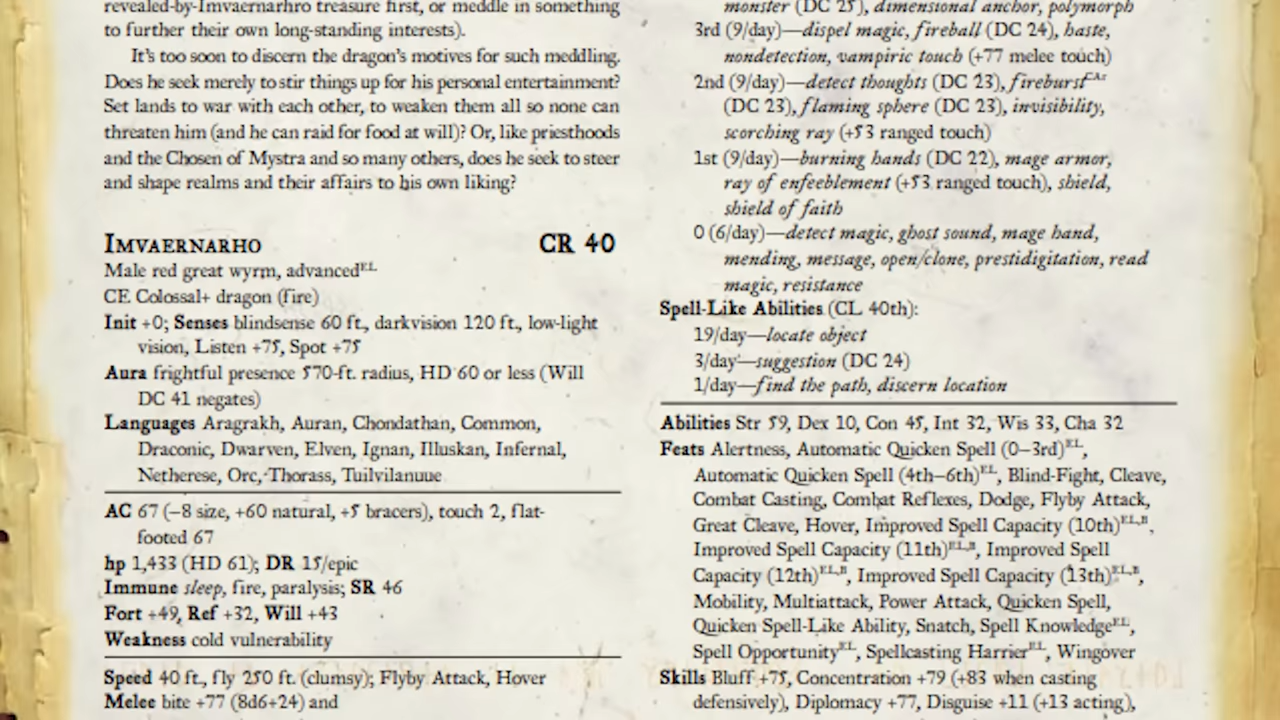 revealed-by-Imvaernarhro treasure first, or meddle in something
to further their own long-standing interests).
It's too soon to discern the dragon's motives for such meddling.
Does he seek merely to stir things up for his personal entertainment?
Set lands to war with each other, to weaken them all so none can
threaten him (and he can raid for food at will)? Or, like priesthoods
and the Chosen of Mystra and so many others, does he seek to steer
and shape realms and their affairs to his own liking?
IMVAERNARHO CR 40
Male red great wyrm, advancedEL
CE Colossal+ dragon (fire)
Init +0; Senses blindsense 60 ft., darkvision 120 ft., low-light
vision, Listen +75, Spot +75
Aura frightful presence 570-ft. radius, HD 60 or less (Will
DC 41 negates)
Languages Aragrakh, Auran, Chondathan, Common,
Draconic, Dwarven, Elven, Ignan, Illuskan, Infernal,
Netherese, Orc, Thorass, Tuilvilanuue
AC 67 (–8 size, +60 natural, +5 bracers), touch 2, flat-
footed 67
hp 1,433 (HD 61); DR 15/epic
Immune sleep, fire, paralysis; SR 46
Fort +49, Ref +32, Will +43
Weakness cold vulnerability
Speed 40 ft., fly 250 ft. (clumsy); Flyby Attack, Hover
Melee bite +77 (8d6+24) and
monster (DC 25), dimensional anchor, polymorph
3rd (9/day)—dispel magic, fireball (DC 24), haste,
nondetection, vampiric touch (+77 melee touch)
2nd (9/day)—detect thoughts (DC 23), fireburstCAr
(DC 23), flaming sphere (DC 23), invisibility,
scorching ray (+53 ranged touch)
1st (9/day)—burning hands (DC 22), mage armor,
ray of enfeeblement (+53 ranged touch), shield,
shield of faith
0 (6/day)—detect magic, ghost sound, mage hand,
mending, message, open/clone, prestidigitation, read
magic, resistance
Spell-Like Abilities (CL 40th):
19/day—locate object
3/day—suggestion (DC 24)
1/day—find the path, discern location
Abilities Str 59, Dex 10, Con 45, Int 32, Wis 33, Cha 32
Feats Alertness, Automatic Quicken Spell (0–3rd)EL,
Automatic Quicken Spell (4th–6th)EL, Blind-Fight, Cleave,
Combat Casting, Combat Reflexes, Dodge, Flyby Attack,
Great Cleave, Hover, Improved Spell Capacity (10th)EL,B,
Improved Spell Capacity (11th)EL,B, Improved Spell
Capacity (12th)EL,B, Improved Spell Capacity (13th)EL,B,
Mobility, Multiattack, Power Attack, Quicken Spell,
Quicken Spell-Like Ability, Snatch, Spell KnowledgeEL,
Spell OpportunityEL, Spellcasting HarrierEL, Wingover
Skills Bluff +75, Concentration +79 (+83 when casting
defensively), Diplomacy +77, Disguise +11 (+13 acting),